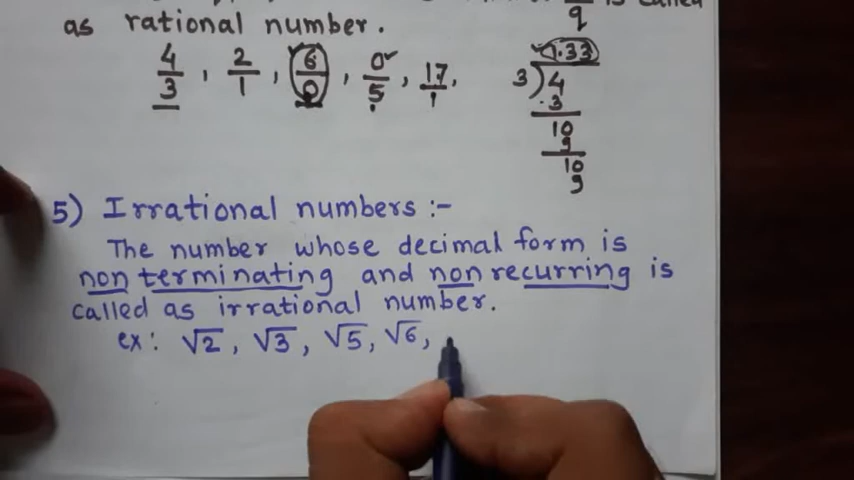 is called
q
as rational number.
4/3, 2/1, 6/0, 0/5, 17/1,
1.33
3)4
3
10
9
10
9
5) Irrational numbers :-
The number whose decimal form is
non terminating and non recurring is
called as irrational number.
ex: √2, √3, √5, √6,